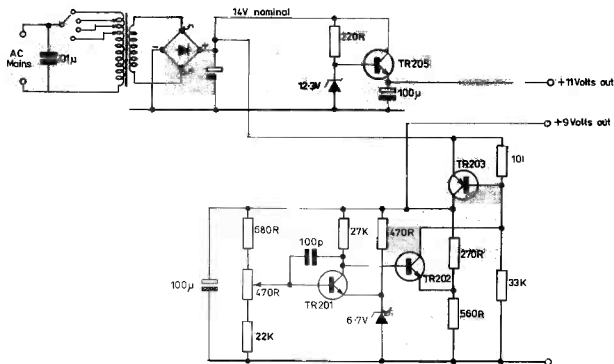 14V nominal
AC
Mains
·01μ
220R
TR205
12·3V
100μ
+11Volts out
+9Volts out
TR203
101
680R
100p
27K
470R
TR202
270R
100μ
470R
TR201
6·7V
33K
560R
22K